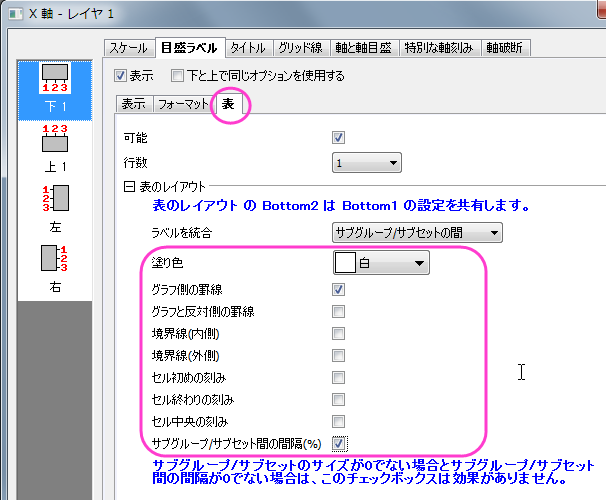 X 軸 - レイヤ 1
スケール 目盛ラベル タイトル グリッド線 軸と軸目盛 特別な軸刻み 軸破断
表示 下と上で同じオプションを使用する
1 2 3
下 1
1 2 3
上 1
1
2
3
左
1
2
3
右
表示 フォーマット 表
可能
行数 1
表のレイアウト
表のレイアウト の Bottom2 は Bottom1 の設定を共有します。
ラベルを統合 サブグループ/サブセットの間
塗り色 白
グラフ側の罫線
グラフと反対側の罫線
境界線(内側)
境界線(外側)
セル初めの刻み
セル終わりの刻み
セル中央の刻み
サブグループ/サブセット間の間隔(%)
サブグループ/サブセットのサイズが0でない場合とサブグループ/サブセット
間の間隔が0でない場合は、このチェックボックスは効果がありません。